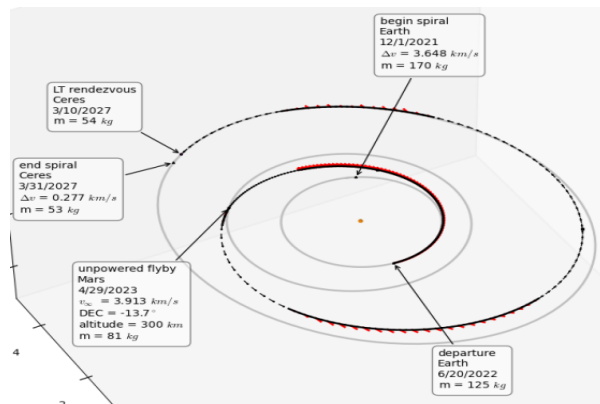 begin spiral
Earth
12/1/2021
Δv = 3.648 km/s
m = 170 kg
LT rendezvous
Ceres
3/10/2027
m = 54 kg
end spiral
Ceres
3/31/2027
Δv = 0.277 km/s
m = 53 kg
unpowered flyby
Mars
4/29/2023
v∞ = 3.913 km/s
DEC = -13.7°
altitude = 300 km
m = 81 kg
departure
Earth
6/20/2022
m = 125 kg
4